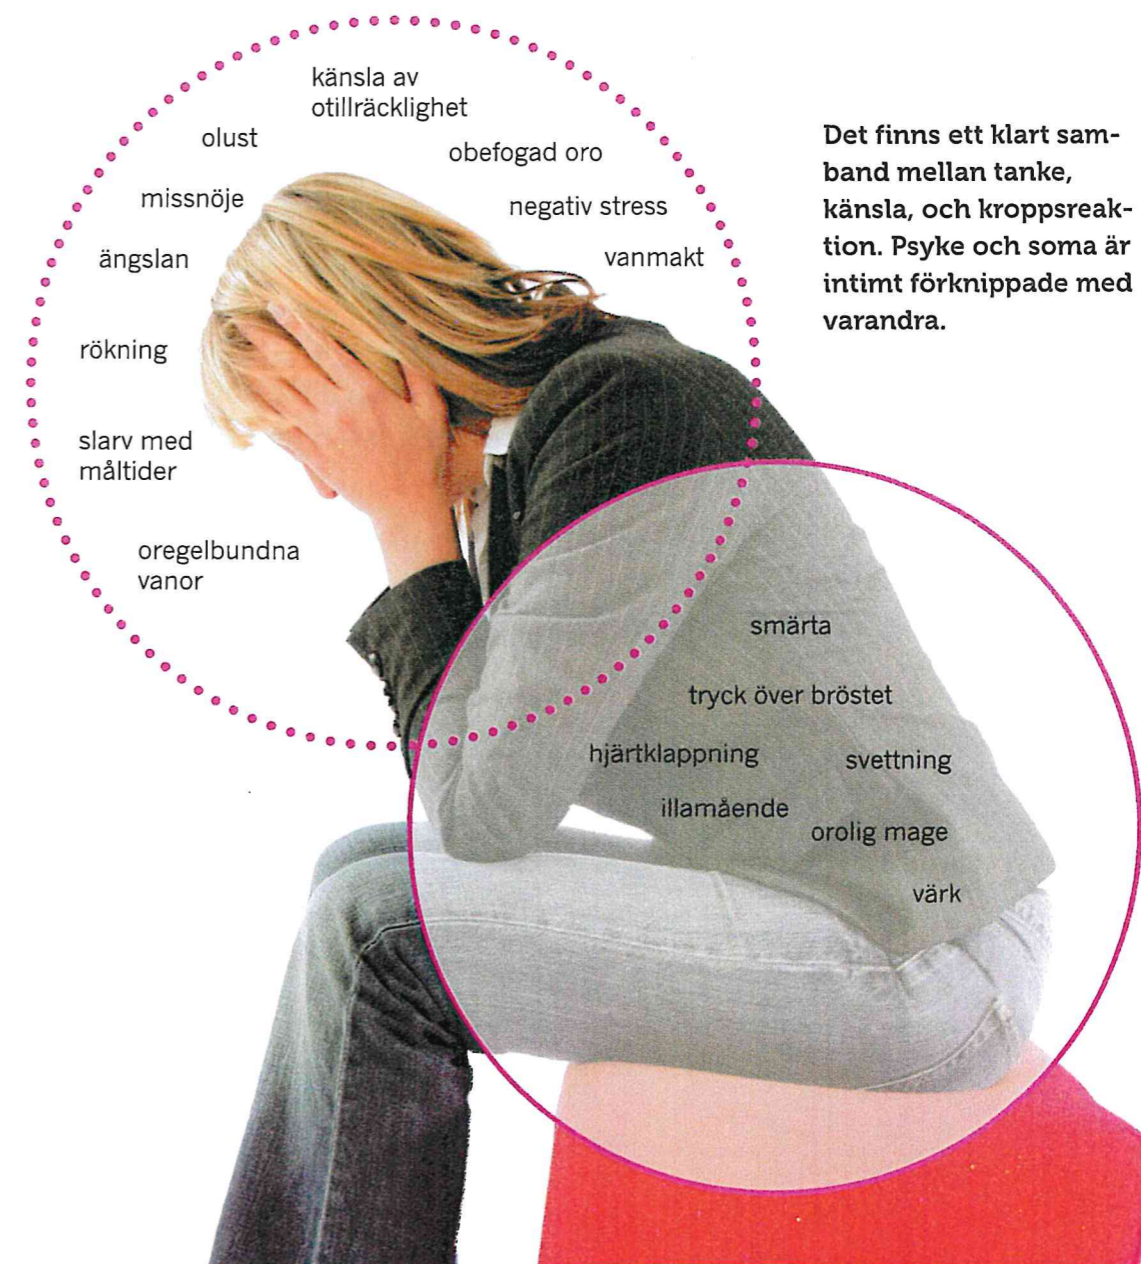 känsla av
otillräcklighet
olust
obefogad oro
missnöje
negativ stress
ängslan
vanmakt
rökning
slarv med
måltider
oregelbundna
vanor
Det finns ett klart sam-
band mellan tanke,
känsla, och kroppsreak-
tion. Psyke och soma är
intimt förknippade med
varandra.
smärta
tryck över bröstet
hjärtklappning
svettning
illamående
orolig mage
värk